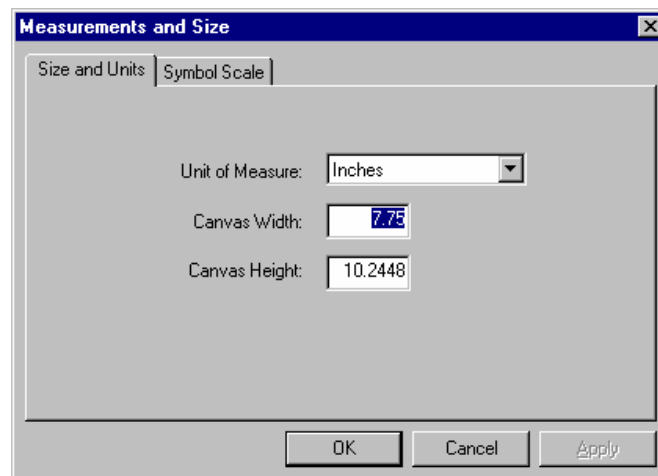 Measurements and Size
Size and Units Symbol Scale
Unit of Measure: Inches
Canvas Width: 7.75
Canvas Height: 10.2448
OK Cancel Apply